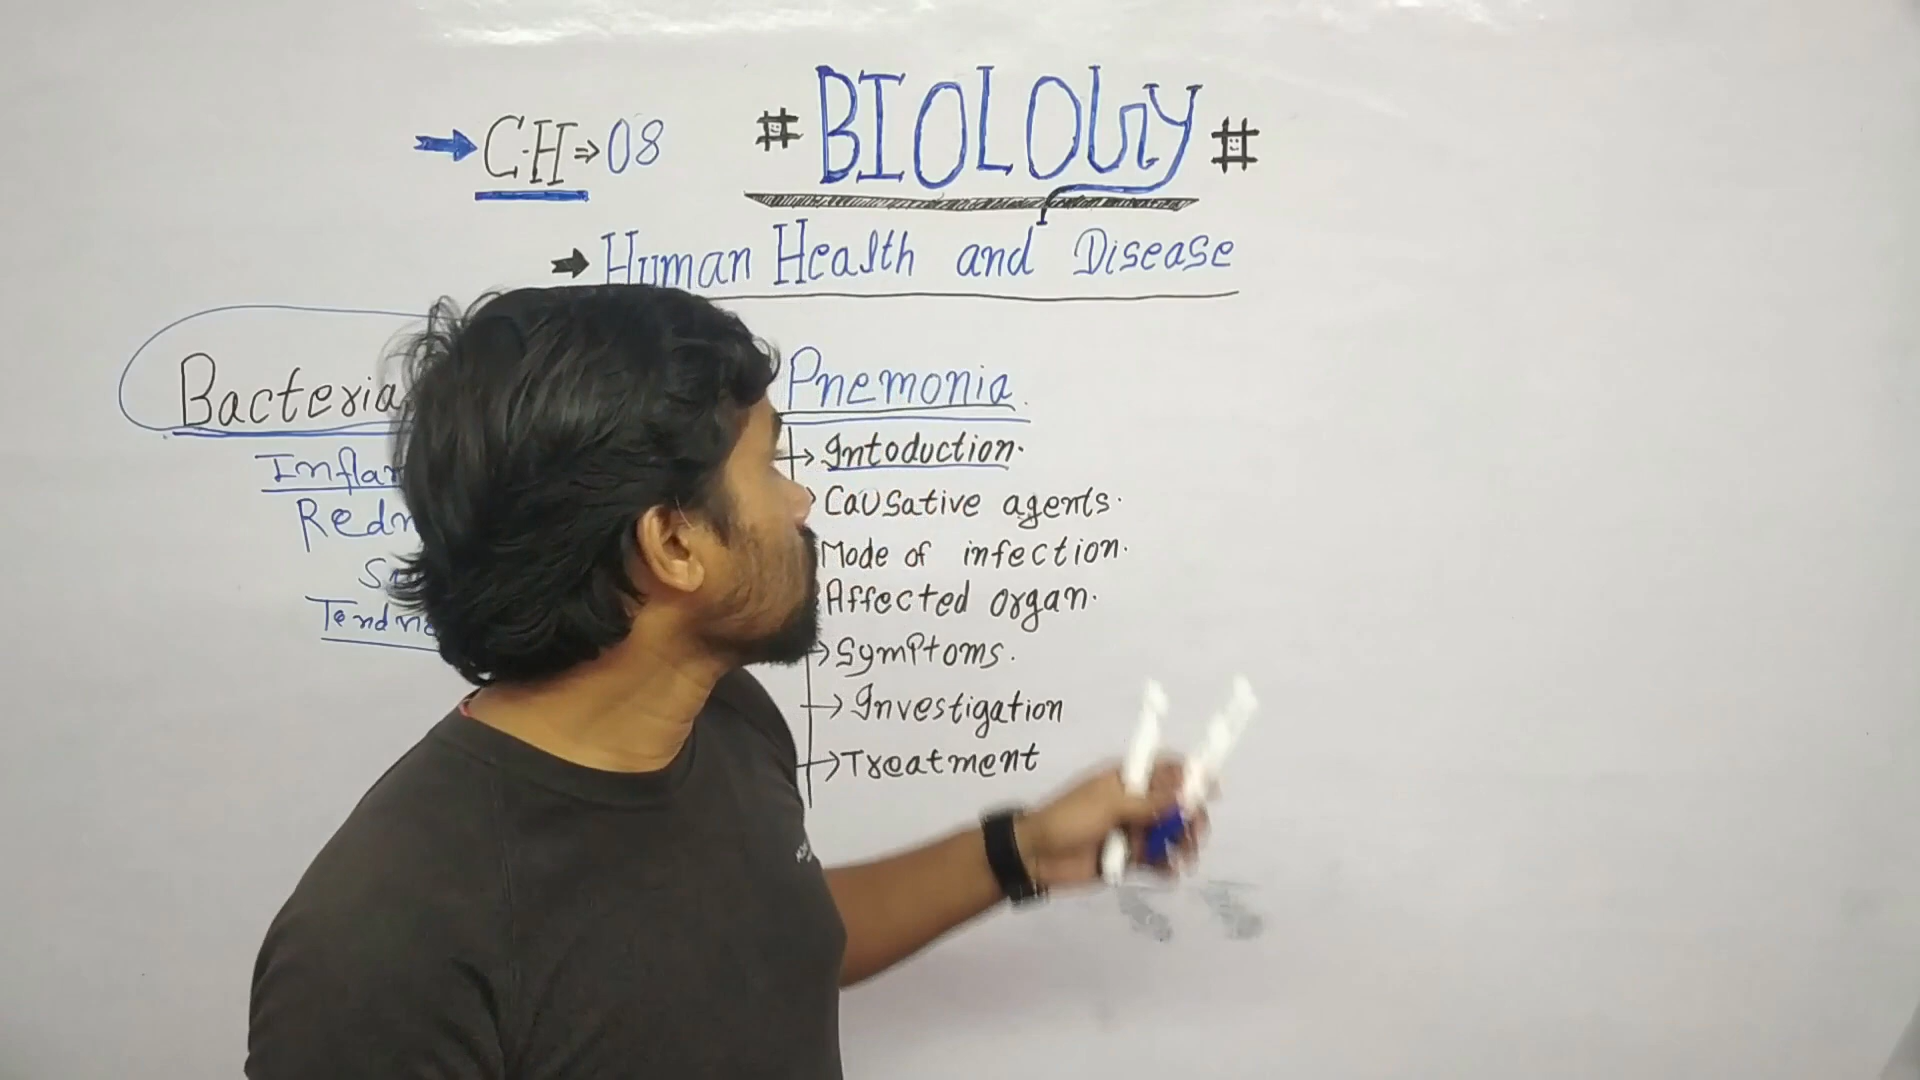 CH⇒08
# BIOLOGY #
Human Health and Disease
Bacteria
Pnemonia.
Intoduction.
Causative agents.
Mode of infection.
Affected organ.
Symptoms.
Investigation
Treatment